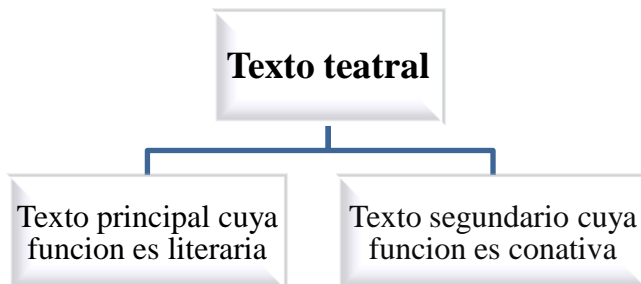 Texto teatral
Texto principal cuya
funcion es literaria
Texto segundario cuya
funcion es conativa